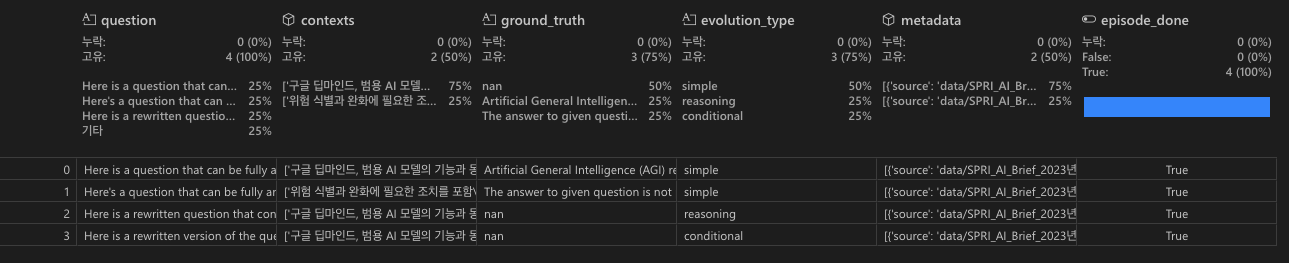 question contexts ground_truth evolution_type metadata episode_done
누락: 0 (0%) 누락: 0 (0%) 누락: 0 (0%) 누락: 0 (0%) 누락: 0 (0%) 누락: 0 (0%)
고유: 4 (100%) 고유: 2 (50%) 고유: 3 (75%) 고유: 3 (75%) 고유: 2 (50%) False: 0 (0%)
True: 4 (100%)
Here is a question that can... 25% ['구글 딥마인드, 범용 AI 모델... 75% nan 50% simple 50% [{'source': 'data/SPRI_AI_Br... 75%
Here's a question that can ... 25% ['위험 식별과 완화에 필요한 조... 25% Artificial General Intelligen... 25% reasoning 25% [{'source': 'data/SPRI_AI_Br... 25%
Here is a rewritten questio... 25% The answer to given questi... 25% conditional 25%
기타 25%
0 Here is a question that can be fully a ['구글 딥마인드, 범용 AI 모델의 기능과 동 Artificial General Intelligence (AGI) re simple [{'source': 'data/SPRI_AI_Brief_2023년 True
1 Here's a question that can be fully an ['위험 식별과 완화에 필요한 조치를 포함\ The answer to given question is not simple [{'source': 'data/SPRI_AI_Brief_2023년 True
2 Here is a rewritten question that con ['구글 딥마인드, 범용 AI 모델의 기능과 동 nan reasoning [{'source': 'data/SPRI_AI_Brief_2023년 True
3 Here is a rewritten version of the que ['구글 딥마인드, 범용 AI 모델의 기능과 동 nan conditional [{'source': 'data/SPRI_AI_Brief_2023년 True